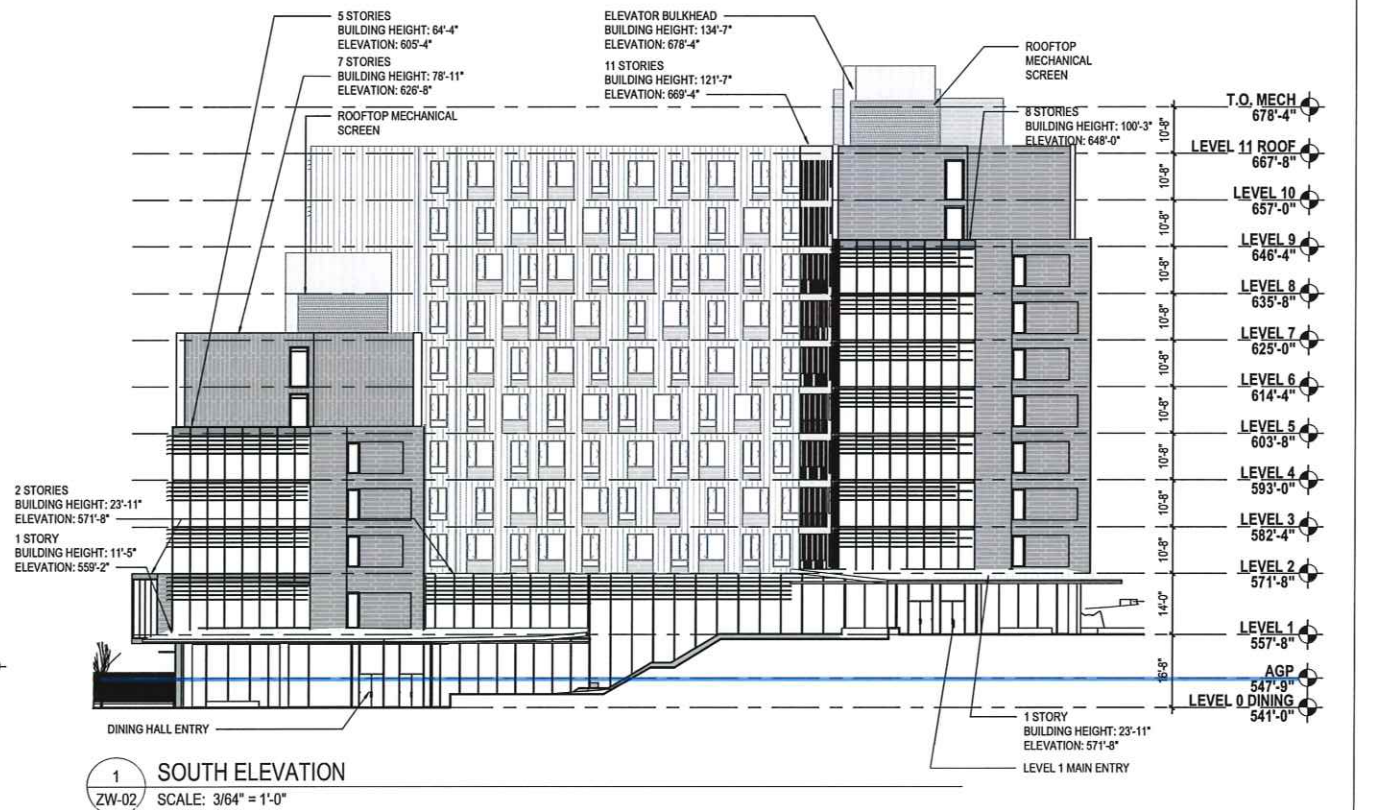 5 STORIES
BUILDING HEIGHT: 64'-4"
ELEVATION: 605'-4"
7 STORIES
BUILDING HEIGHT: 78'-11"
ELEVATION: 626'-8"
ROOFTOP MECHANICAL
SCREEN
ELEVATOR BULKHEAD
BUILDING HEIGHT: 134'-7"
ELEVATION: 678'-4"
11 STORIES
BUILDING HEIGHT: 121'-7"
ELEVATION: 669'-4"
ROOFTOP
MECHANICAL
SCREEN
8 STORIES
BUILDING HEIGHT: 100'-3"
ELEVATION: 648'-0"
T.O. MECH
678'-4"
10'-8"
LEVEL 11 ROOF
667'-8"
10'-8"
LEVEL 10
657'-0"
10'-8"
LEVEL 9
646'-4"
10'-8"
LEVEL 8
635'-8"
10'-8"
LEVEL 7
625'-0"
10'-8"
LEVEL 6
614'-4"
10'-8"
LEVEL 5
603'-8"
10'-8"
LEVEL 4
593'-0"
10'-8"
LEVEL 3
582'-4"
10'-8"
LEVEL 2
571'-8"
14'-0"
LEVEL 1
557'-8"
16'-8"
AGP
547'-9"
LEVEL 0 DINING
541'-0"
2 STORIES
BUILDING HEIGHT: 23'-11"
ELEVATION: 571'-8"
1 STORY
BUILDING HEIGHT: 11'-5"
ELEVATION: 559'-2"
DINING HALL ENTRY
1 STORY
BUILDING HEIGHT: 23'-11"
ELEVATION: 571'-8"
LEVEL 1 MAIN ENTRY
1
ZW-02
SOUTH ELEVATION
SCALE: 3/64" = 1'-0"